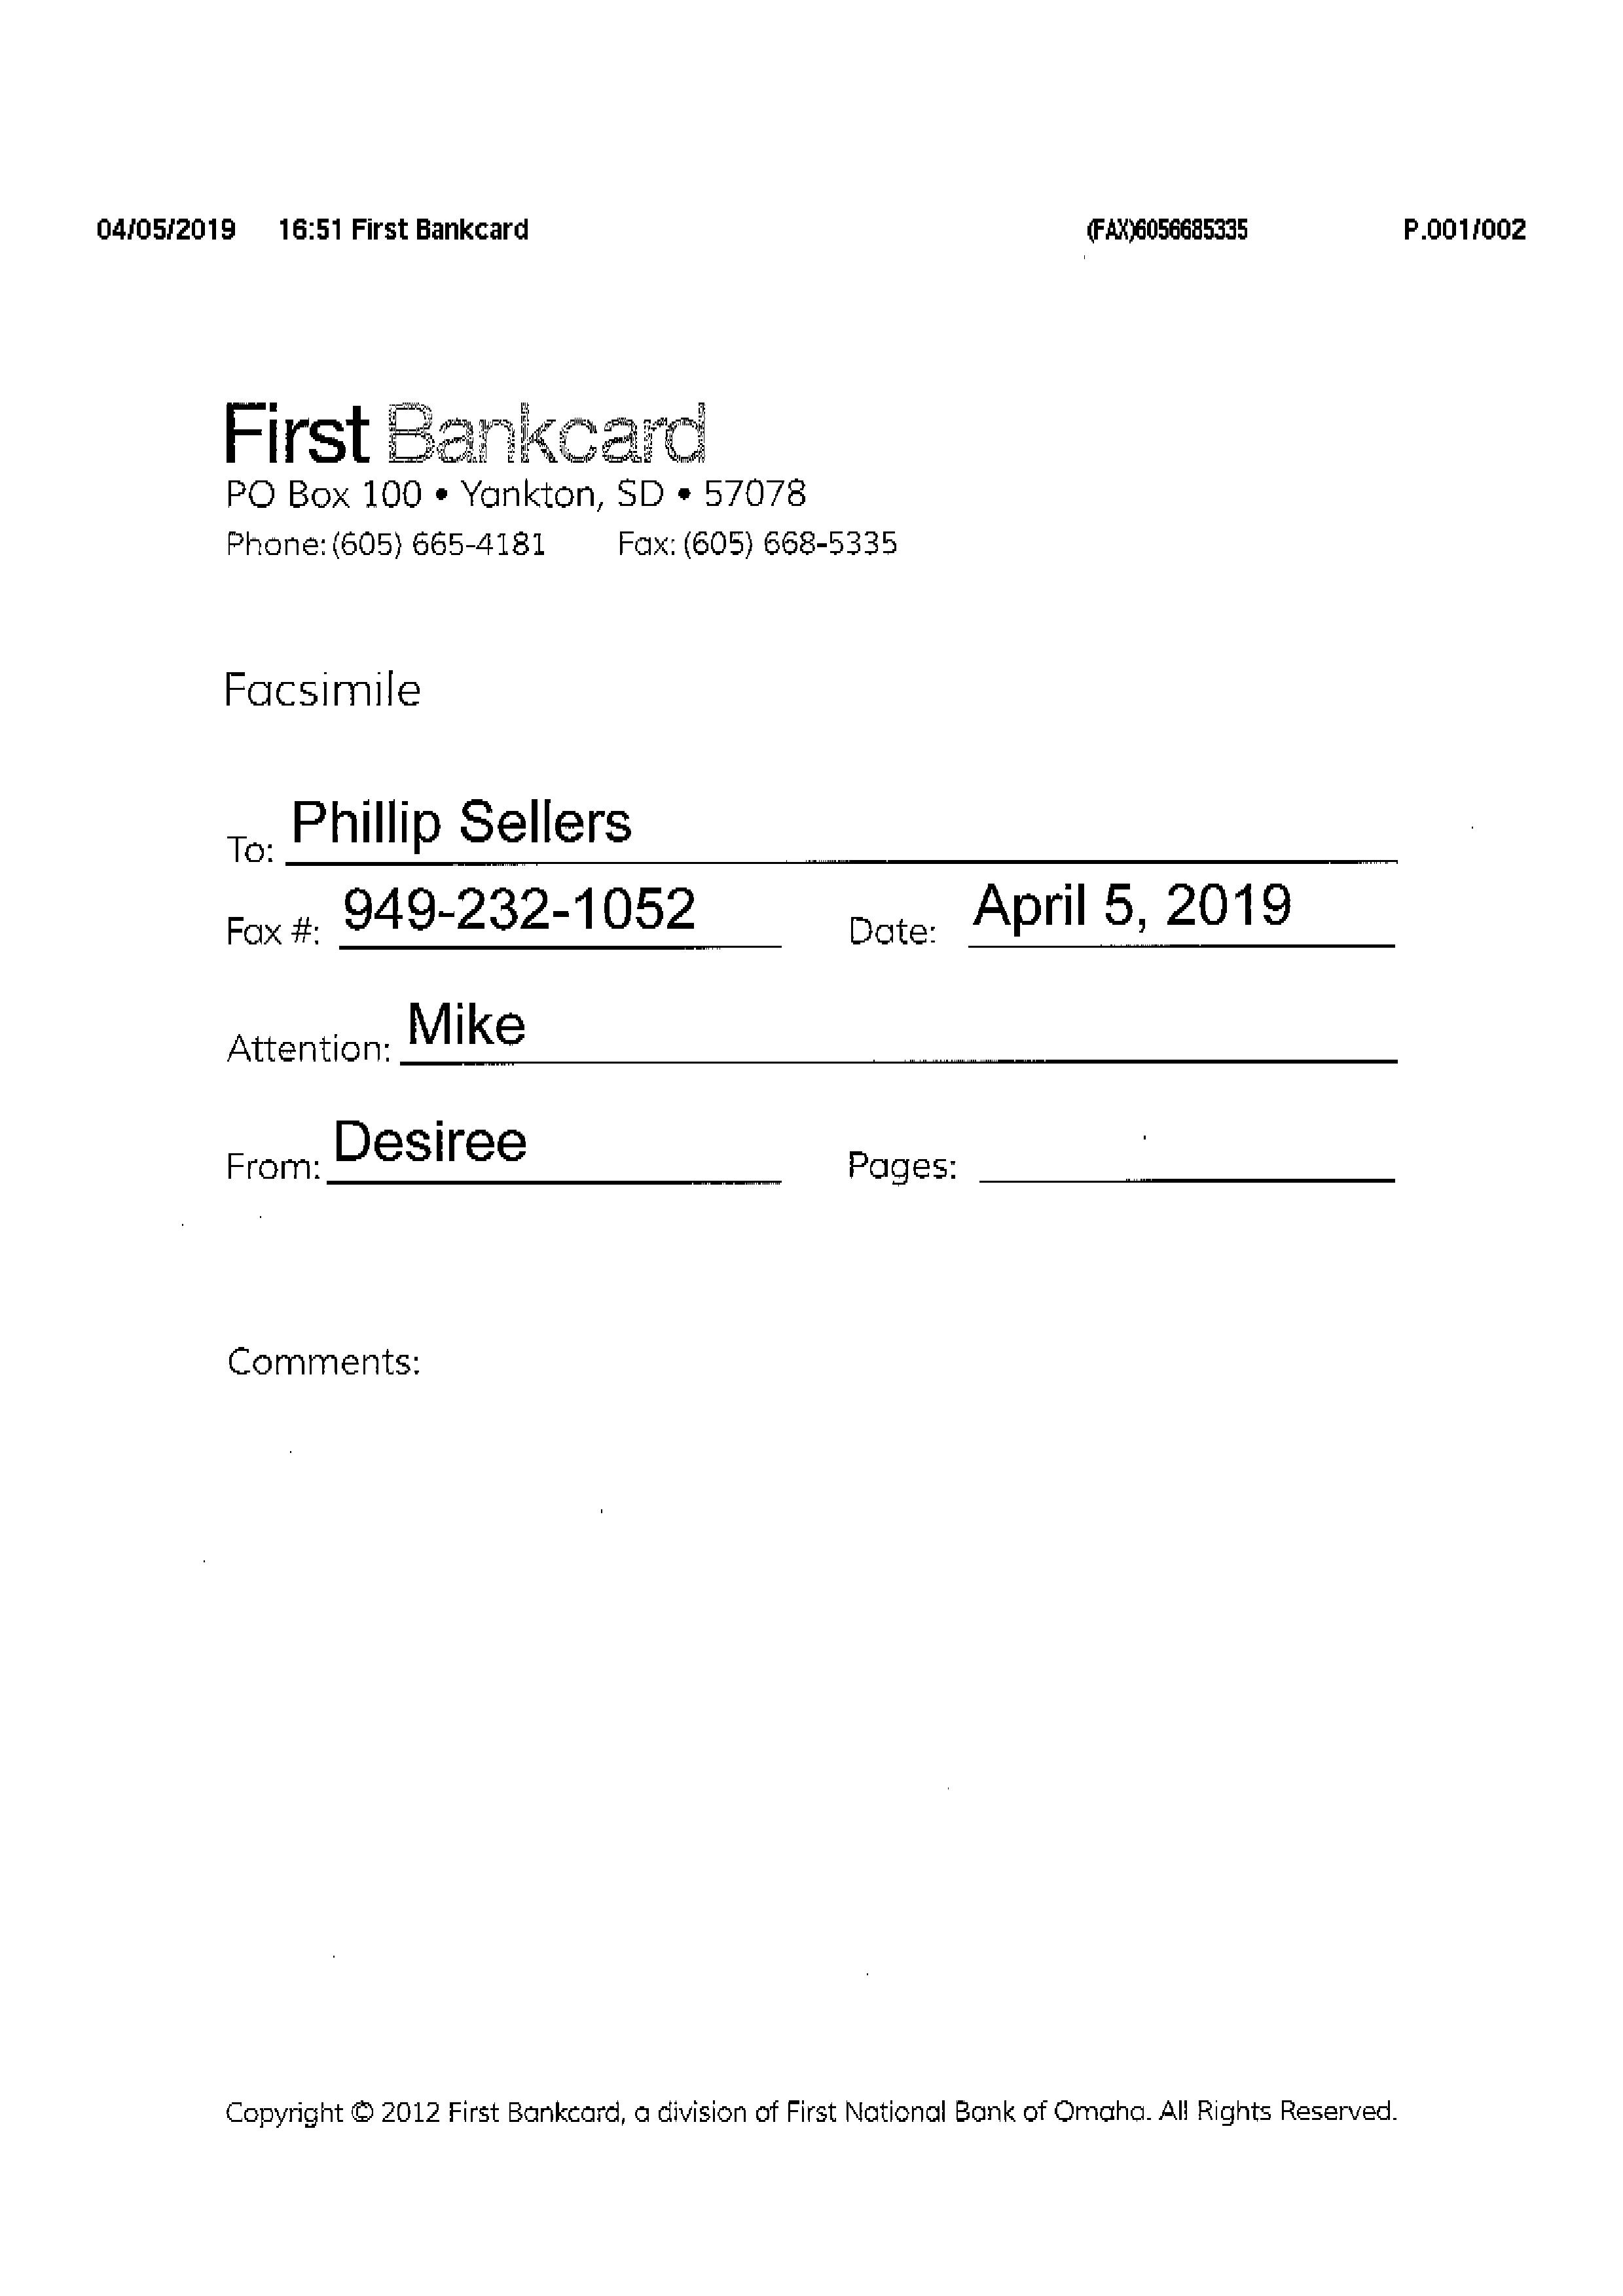 04/05/2019 16:51 First Bankcard (FAX)6056685335 P.001/002
First Bankcard
PO Box 100 • Yankton, SD • 57078
Phone: (605) 665-4181 Fax: (605) 668-5335
Facsimile
To: Phillip Sellers
Fax #: 949-232-1052 Date: April 5, 2019
Attention: Mike
From: Desiree Pages:
Comments:
Copyright © 2012 First Bankcard, a division of First National Bank of Omaha. All Rights Reserved.